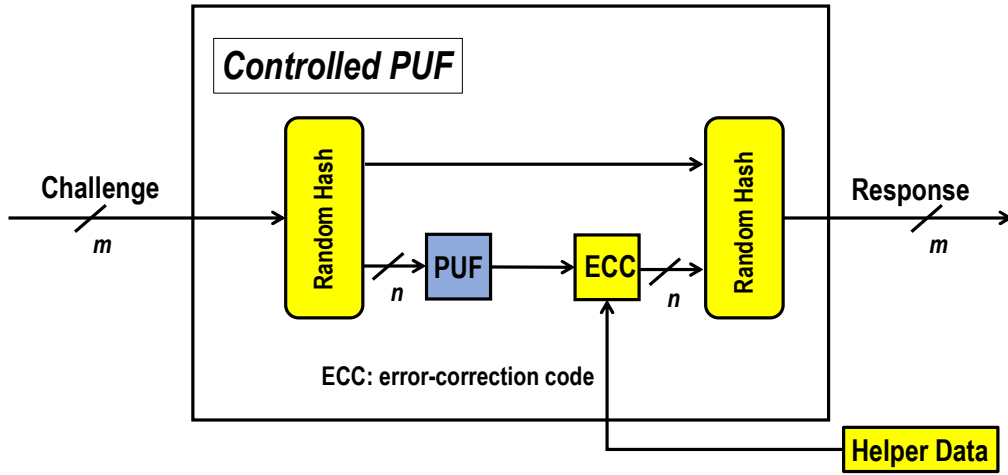 Controlled PUF
Challenge
m
Random Hash
n
PUF
ECC
n
Random Hash
Response
m
ECC: error-correction code
Helper Data